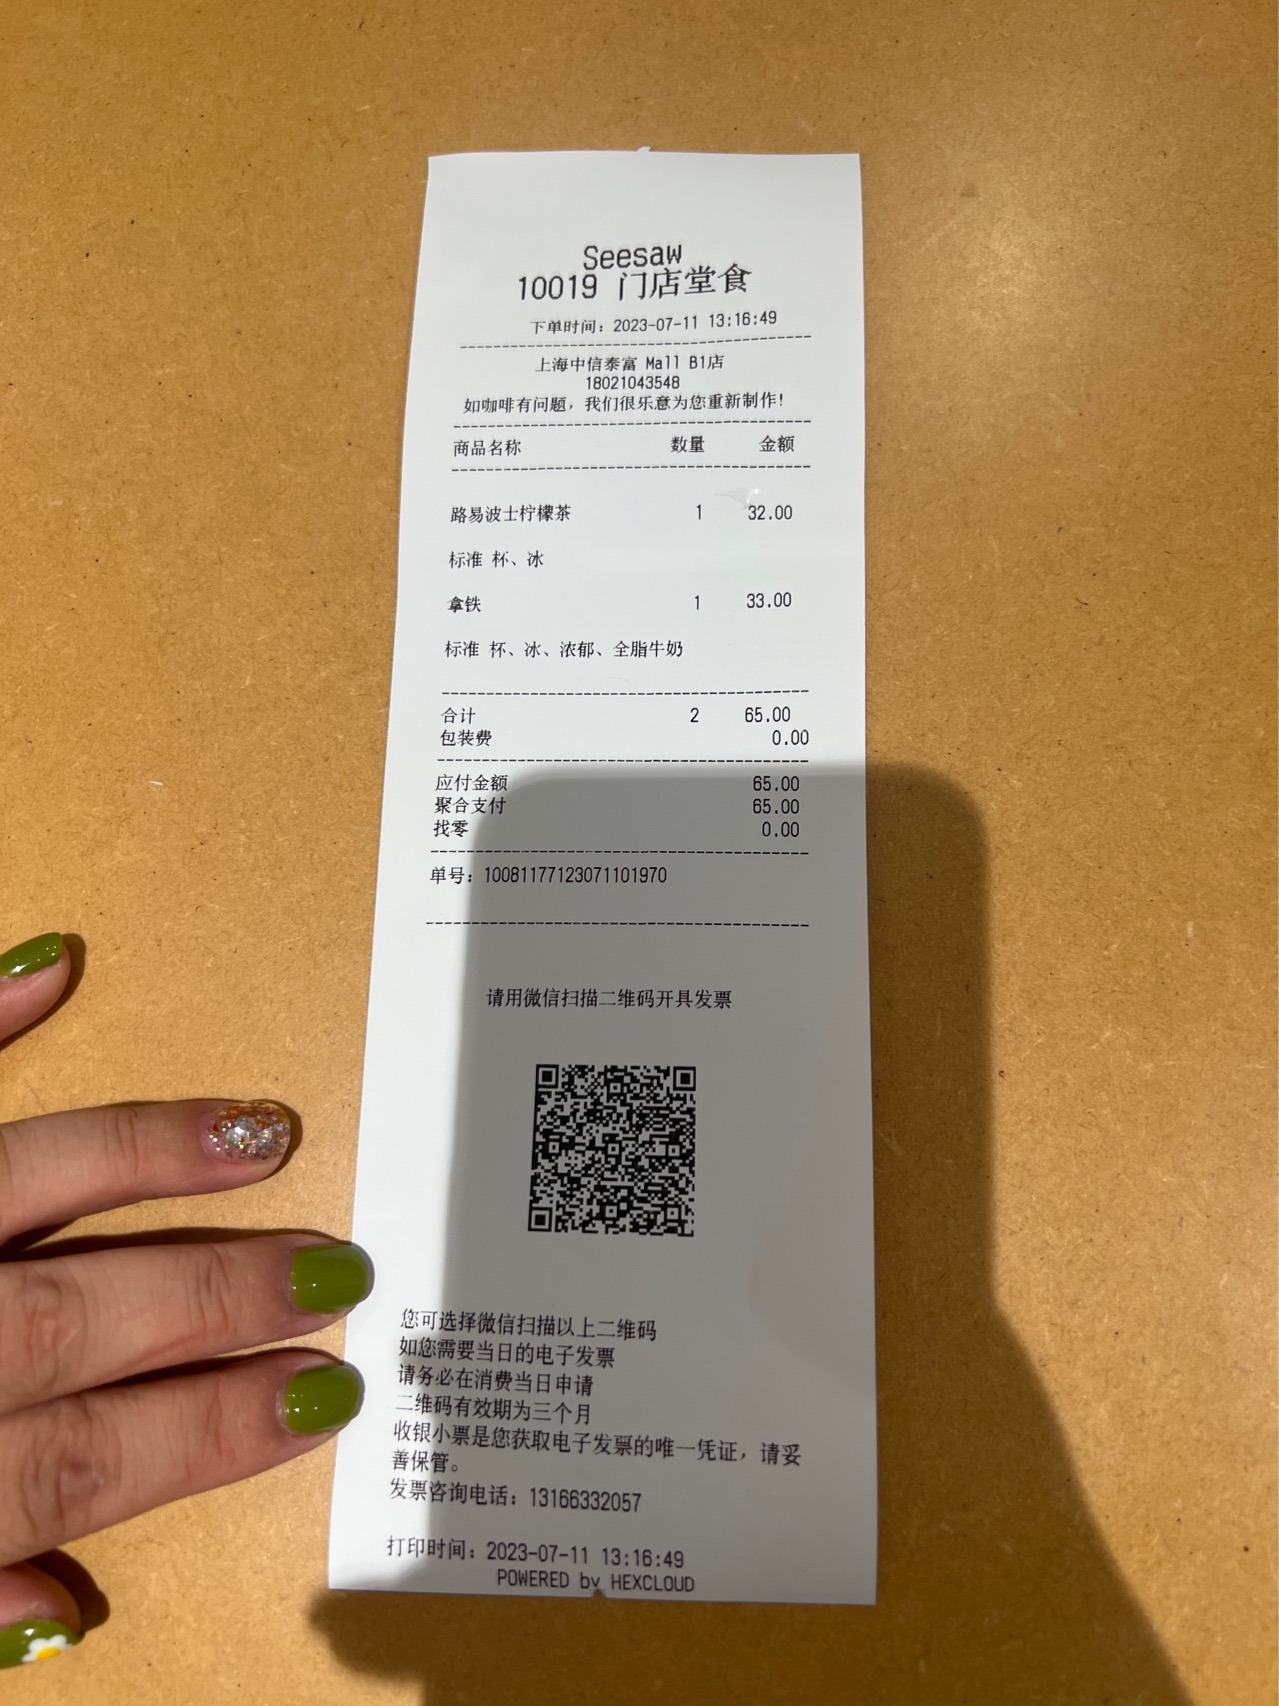 Seesaw
10019 门店堂食
下单时间：2023-07-11 13:16:49
上海中信泰富 Mall B1店
18021043548
如咖啡有问题，我们很乐意为您重新制作！
商品名称 数量 金额
路易波士柠檬茶 1 32.00
标准 杯、冰
拿铁 1 33.00
标准 杯、冰、浓郁、全脂牛奶
合计 2 65.00
包装费 0.00
应付金额 65.00
聚合支付 65.00
找零 0.00
单号：10081177123071101970
请用微信扫描二维码开具发票
您可选择微信扫描以上二维码
如您需要当日的电子发票
请务必在消费当日申请
二维码有效期为三个月
收银小票是您获取电子发票的唯一凭证，请妥
善保管。
发票咨询电话：13166332057
打印时间：2023-07-11 13:16:49
POWERED by HEXCLOUD